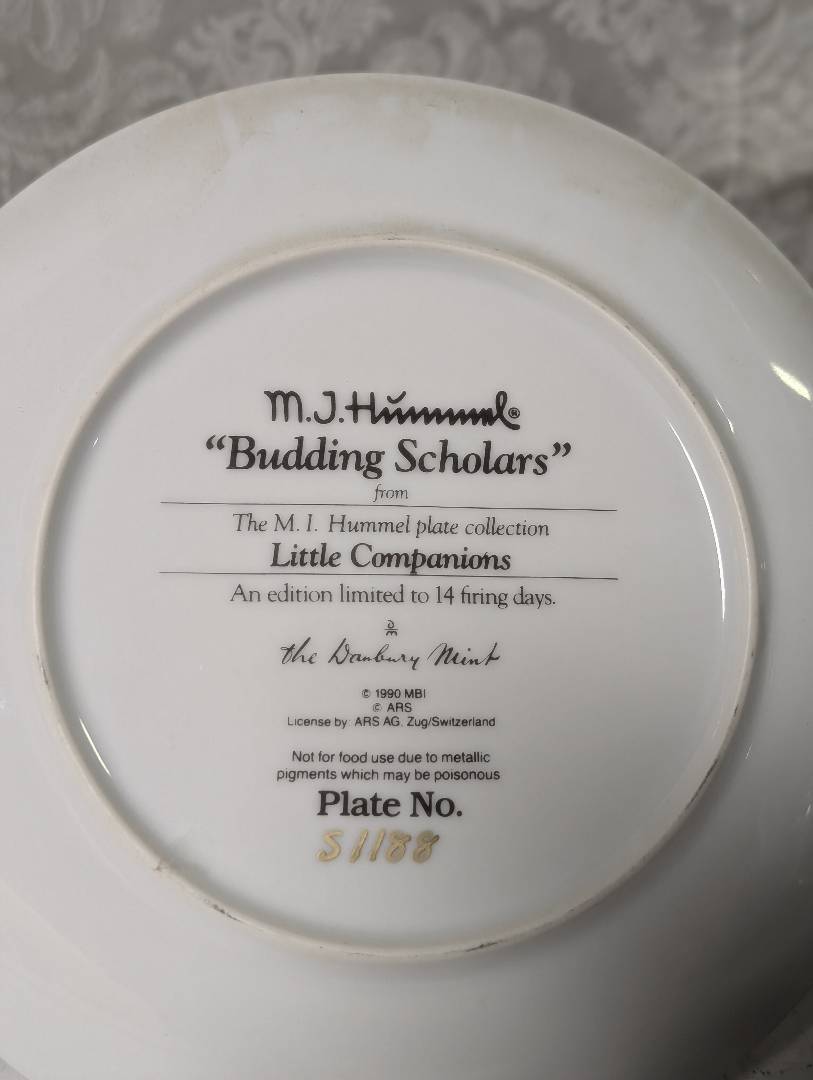 M.J.Hummel®
“Budding Scholars”
from
The M. I. Hummel plate collection
Little Companions
An edition limited to 14 firing days.
DM
the Danbury Mint
© 1990 MBI
© ARS
License by: ARS AG. Zug/Switzerland
Not for food use due to metallic
pigments which may be poisonous
Plate No.
S1188